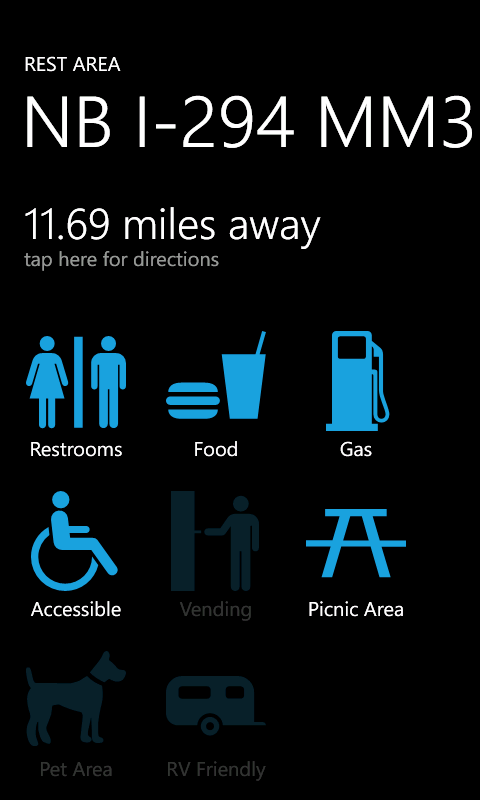 REST AREA
NB I-294 MM3
11.69 miles away
tap here for directions
Restrooms Food Gas
Accessible Vending Picnic Area
Pet Area RV Friendly